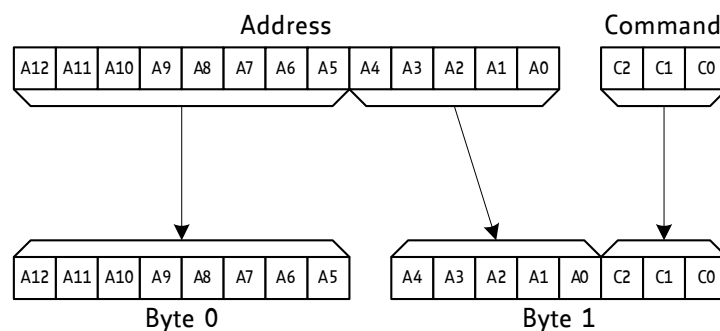 Address Command
A12 A11 A10 A9 A8 A7 A6 A5 A4 A3 A2 A1 A0 C2 C1 C0
A12 A11 A10 A9 A8 A7 A6 A5 A4 A3 A2 A1 A0 C2 C1 C0
Byte 0 Byte 1